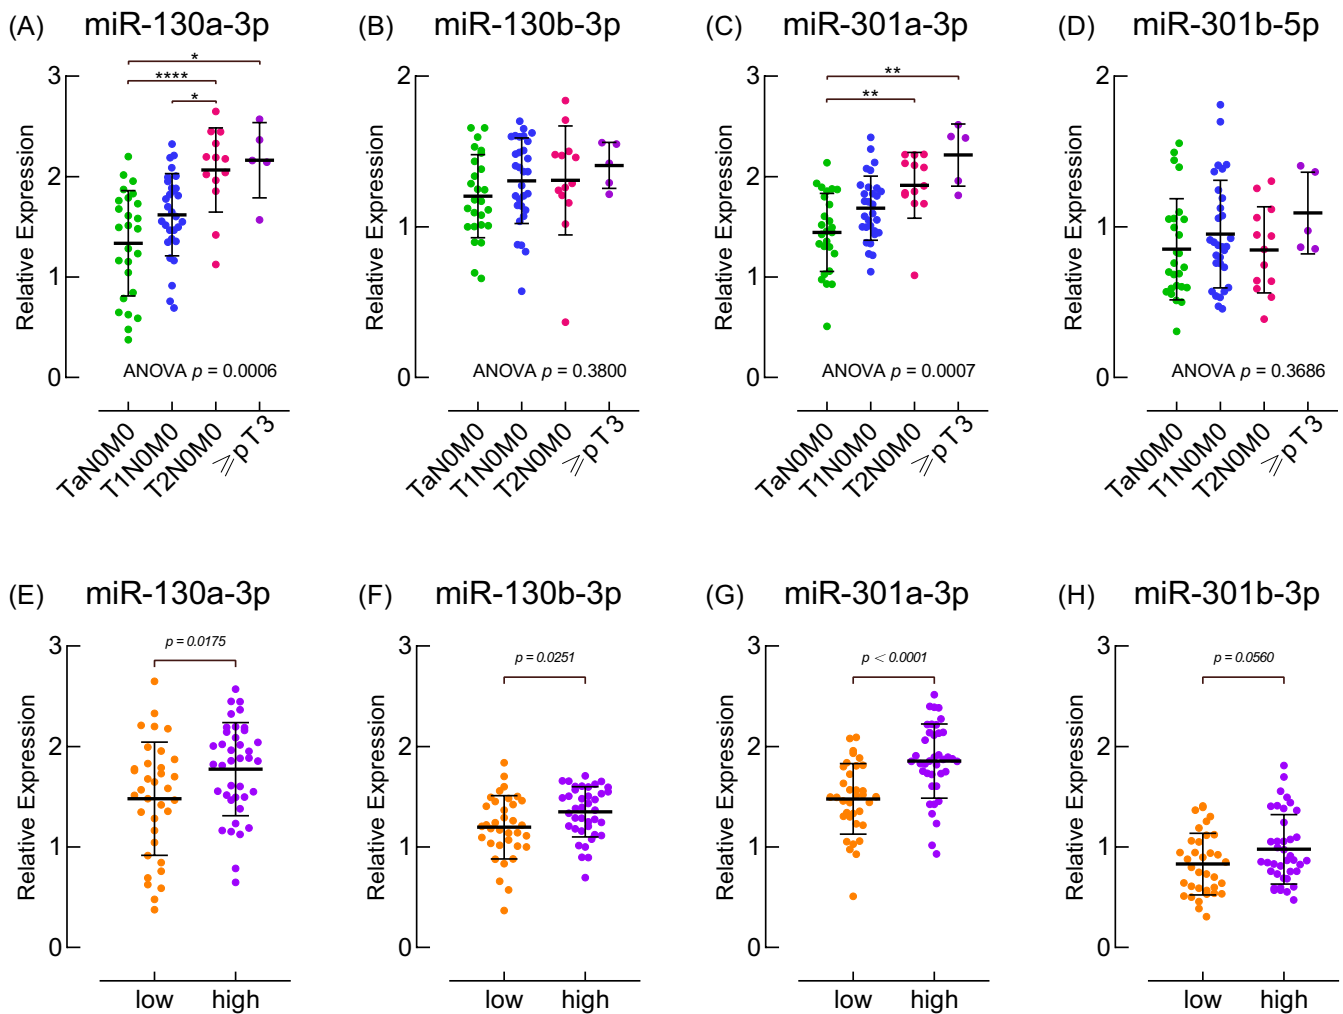 (A) miR-130a-3p
* 
**** 
*
3
2
1
0
Relative Expression
ANOVA p = 0.0006
TaN0M0
T1N0M0
T2N0M0
⩾pT3
(B) miR-130b-3p
2
1
0
Relative Expression
ANOVA p = 0.3800
TaN0M0
T1N0M0
T2N0M0
⩾pT3
(C) miR-301a-3p
**
**
3
2
1
0
Relative Expression
ANOVA p = 0.0007
TaN0M0
T1N0M0
T2N0M0
⩾pT3
(D) miR-301b-5p
2
1
0
Relative Expression
ANOVA p = 0.3686
TaN0M0
T1N0M0
T2N0M0
⩾pT3
(E) miR-130a-3p
p = 0.0175
3
2
1
0
Relative Expression
low high
(F) miR-130b-3p
p = 0.0251
3
2
1
0
Relative Expression
low high
(G) miR-301a-3p
p < 0.0001
3
2
1
0
Relative Expression
low high
(H) miR-301b-3p
p = 0.0560
3
2
1
0
Relative Expression
low high